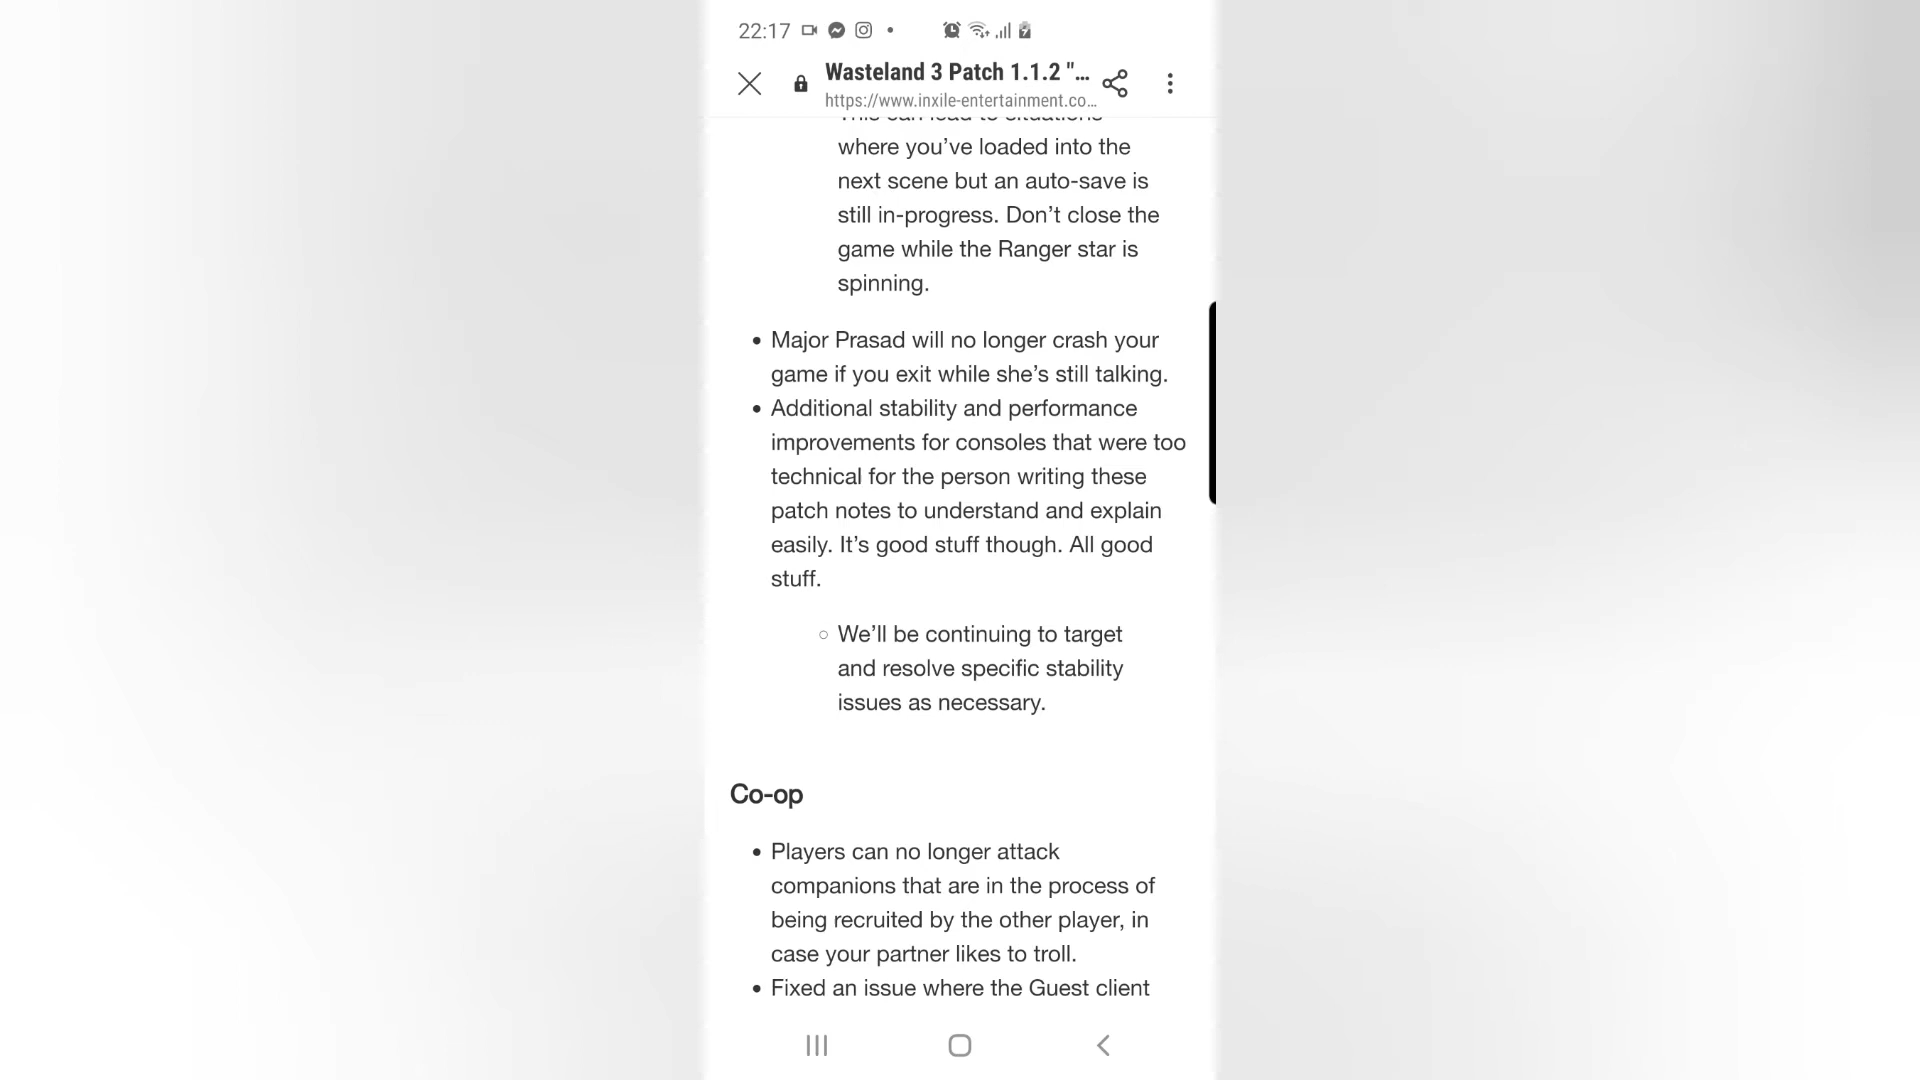 22:17
Wasteland 3 Patch 1.1.2 "...
https://www.inxile-entertainment.co...
This can lead to situations
where you’ve loaded into the
next scene but an auto-save is
still in-progress. Don’t close the
game while the Ranger star is
spinning.
• Major Prasad will no longer crash your
game if you exit while she’s still talking.
• Additional stability and performance
improvements for consoles that were too
technical for the person writing these
patch notes to understand and explain
easily. It’s good stuff though. All good
stuff.
○ We’ll be continuing to target
and resolve specific stability
issues as necessary.
Co-op
• Players can no longer attack
companions that are in the process of
being recruited by the other player, in
case your partner likes to troll.
• Fixed an issue where the Guest client